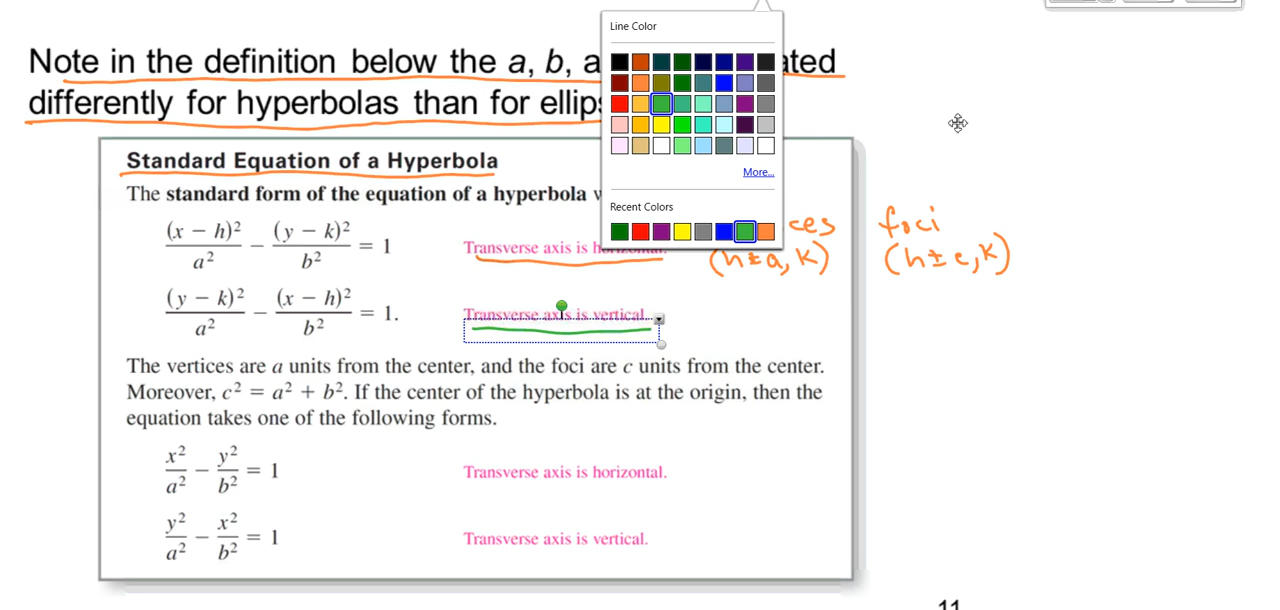 Line Color
More...
Recent Colors
Note in the definition below the a, b, a
differently for hyperbolas than for ellip
Standard Equation of a Hyperbola
The standard form of the equation of a hyperbola
(x − h)²/a² − (y − k)²/b² = 1 Transverse axis is horizontal.
(y − k)²/a² − (x − h)²/b² = 1. Transverse axis is vertical.
ces foci
(h±a, k) (h±c, k)
The vertices are a units from the center, and the foci are c units from the center.
Moreover, c² = a² + b². If the center of the hyperbola is at the origin, then the
equation takes one of the following forms.
x²/a² − y²/b² = 1 Transverse axis is horizontal.
y²/a² − x²/b² = 1 Transverse axis is vertical.
11